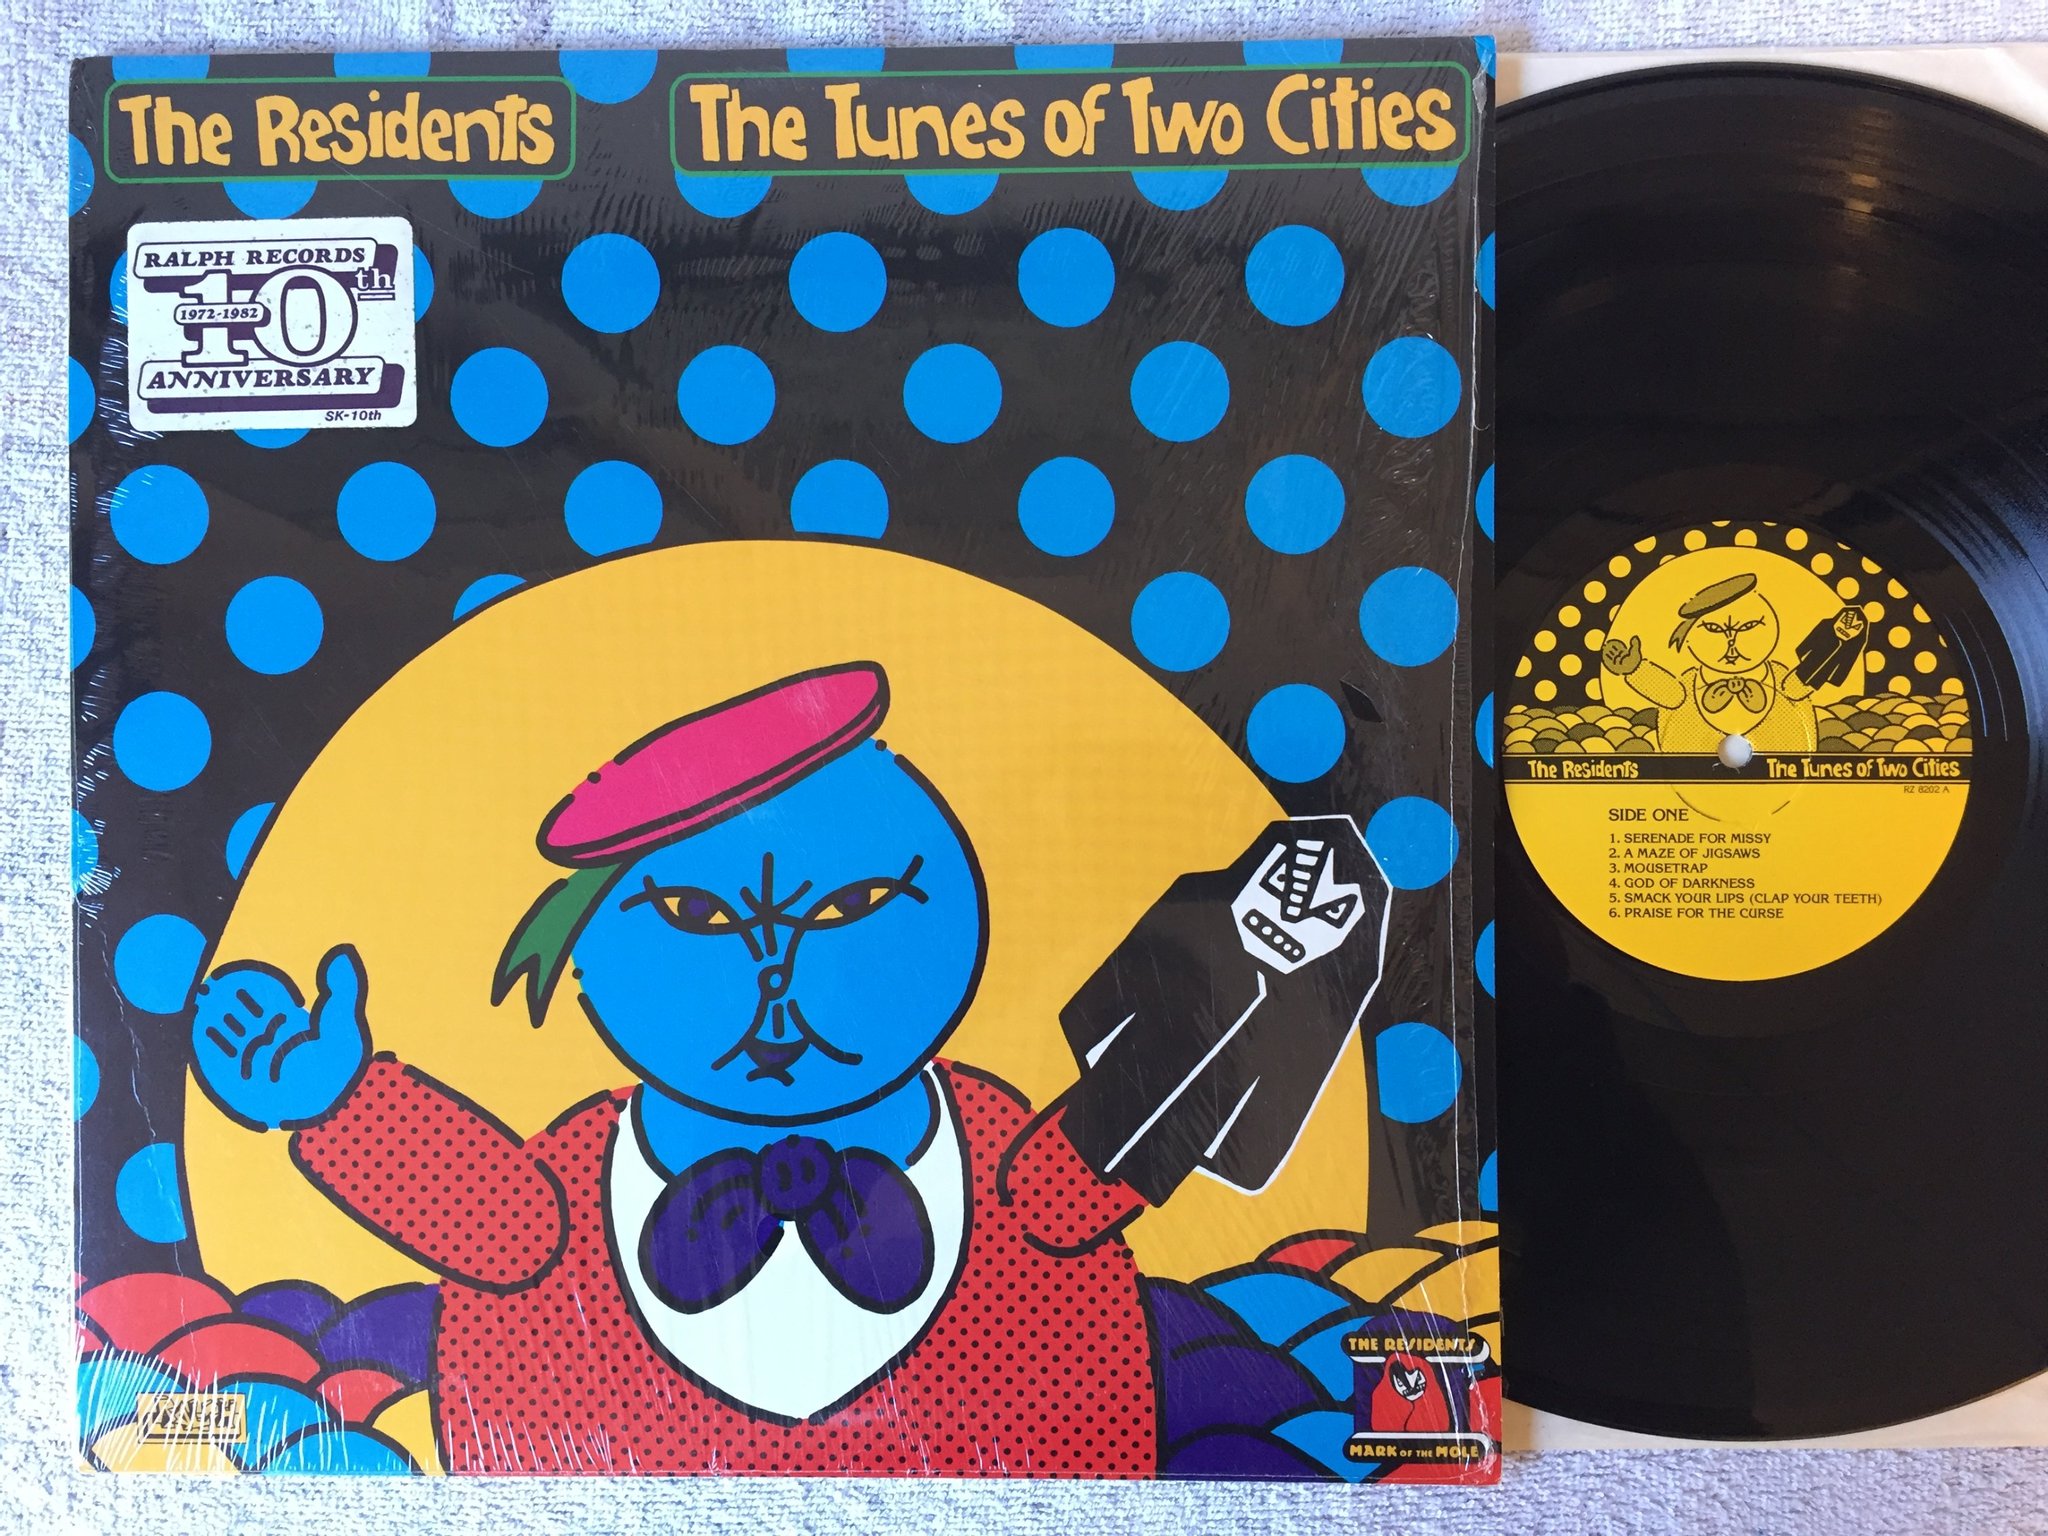 The Residents
The Tunes of Two Cities
RALPH RECORDS
10th
1972-1982
ANNIVERSARY
SK-10th
THE RESIDENTS
MARK OF THE MOLE
The Residents
The Tunes of Two Cities
RZ 8202 A
SIDE ONE
1. SERENADE FOR MISSY
2. A MAZE OF JIGSAWS
3. MOUSETRAP
4. GOD OF DARKNESS
5. SMACK YOUR LIPS (CLAP YOUR TEETH)
6. PRAISE FOR THE CURSE